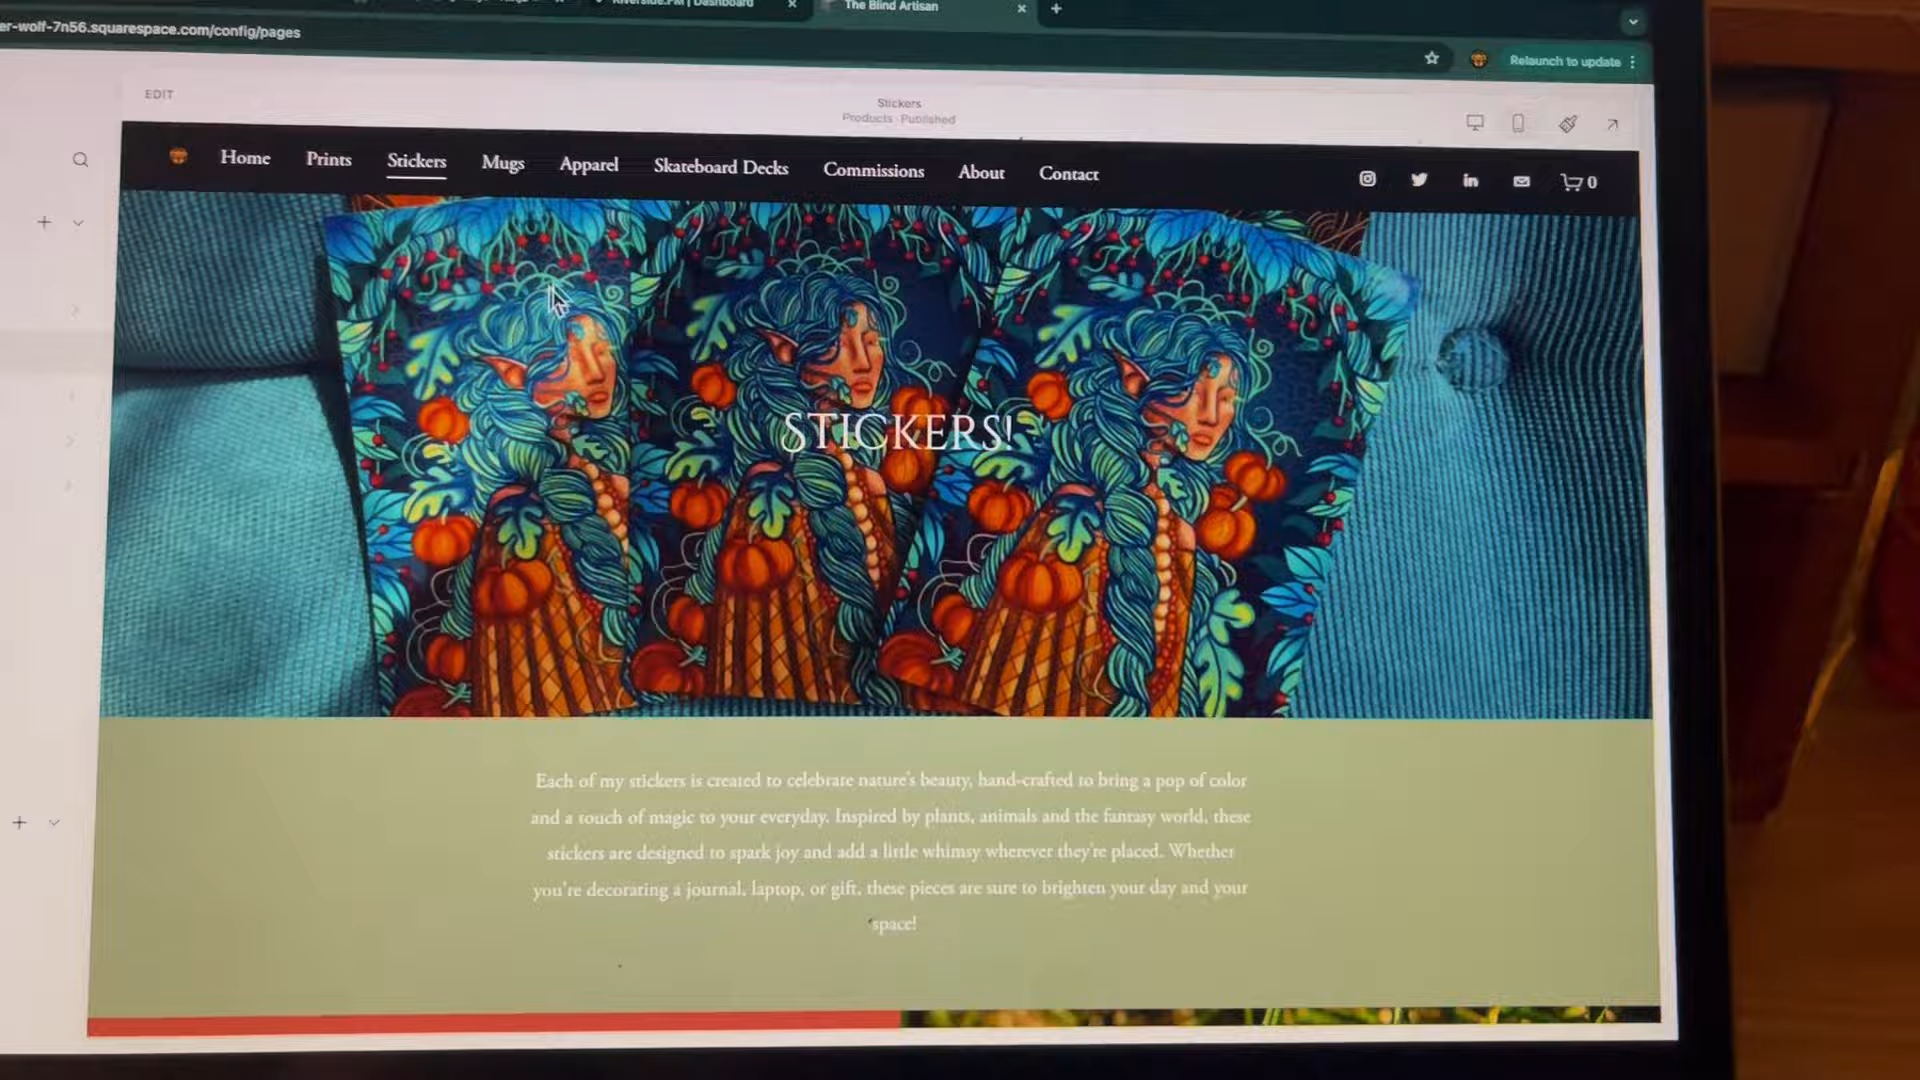 Dashboard
The Blind Artisan
er-wolf-7n56.squarespace.com/config/pages
Relaunch to update
EDIT
Stickers
Products · Published
Home Prints Stickers Mugs Apparel Skateboard Decks Commissions About Contact
0
STICKERS!
Each of my stickers is created to celebrate nature's beauty, hand-crafted to bring a pop of color
and a touch of magic to your everyday. Inspired by plants, animals and the fantasy world, these
stickers are designed to spark joy and add a little whimsy wherever they're placed. Whether
you're decorating a journal, laptop, or gift, these pieces are sure to brighten your day and your
space!